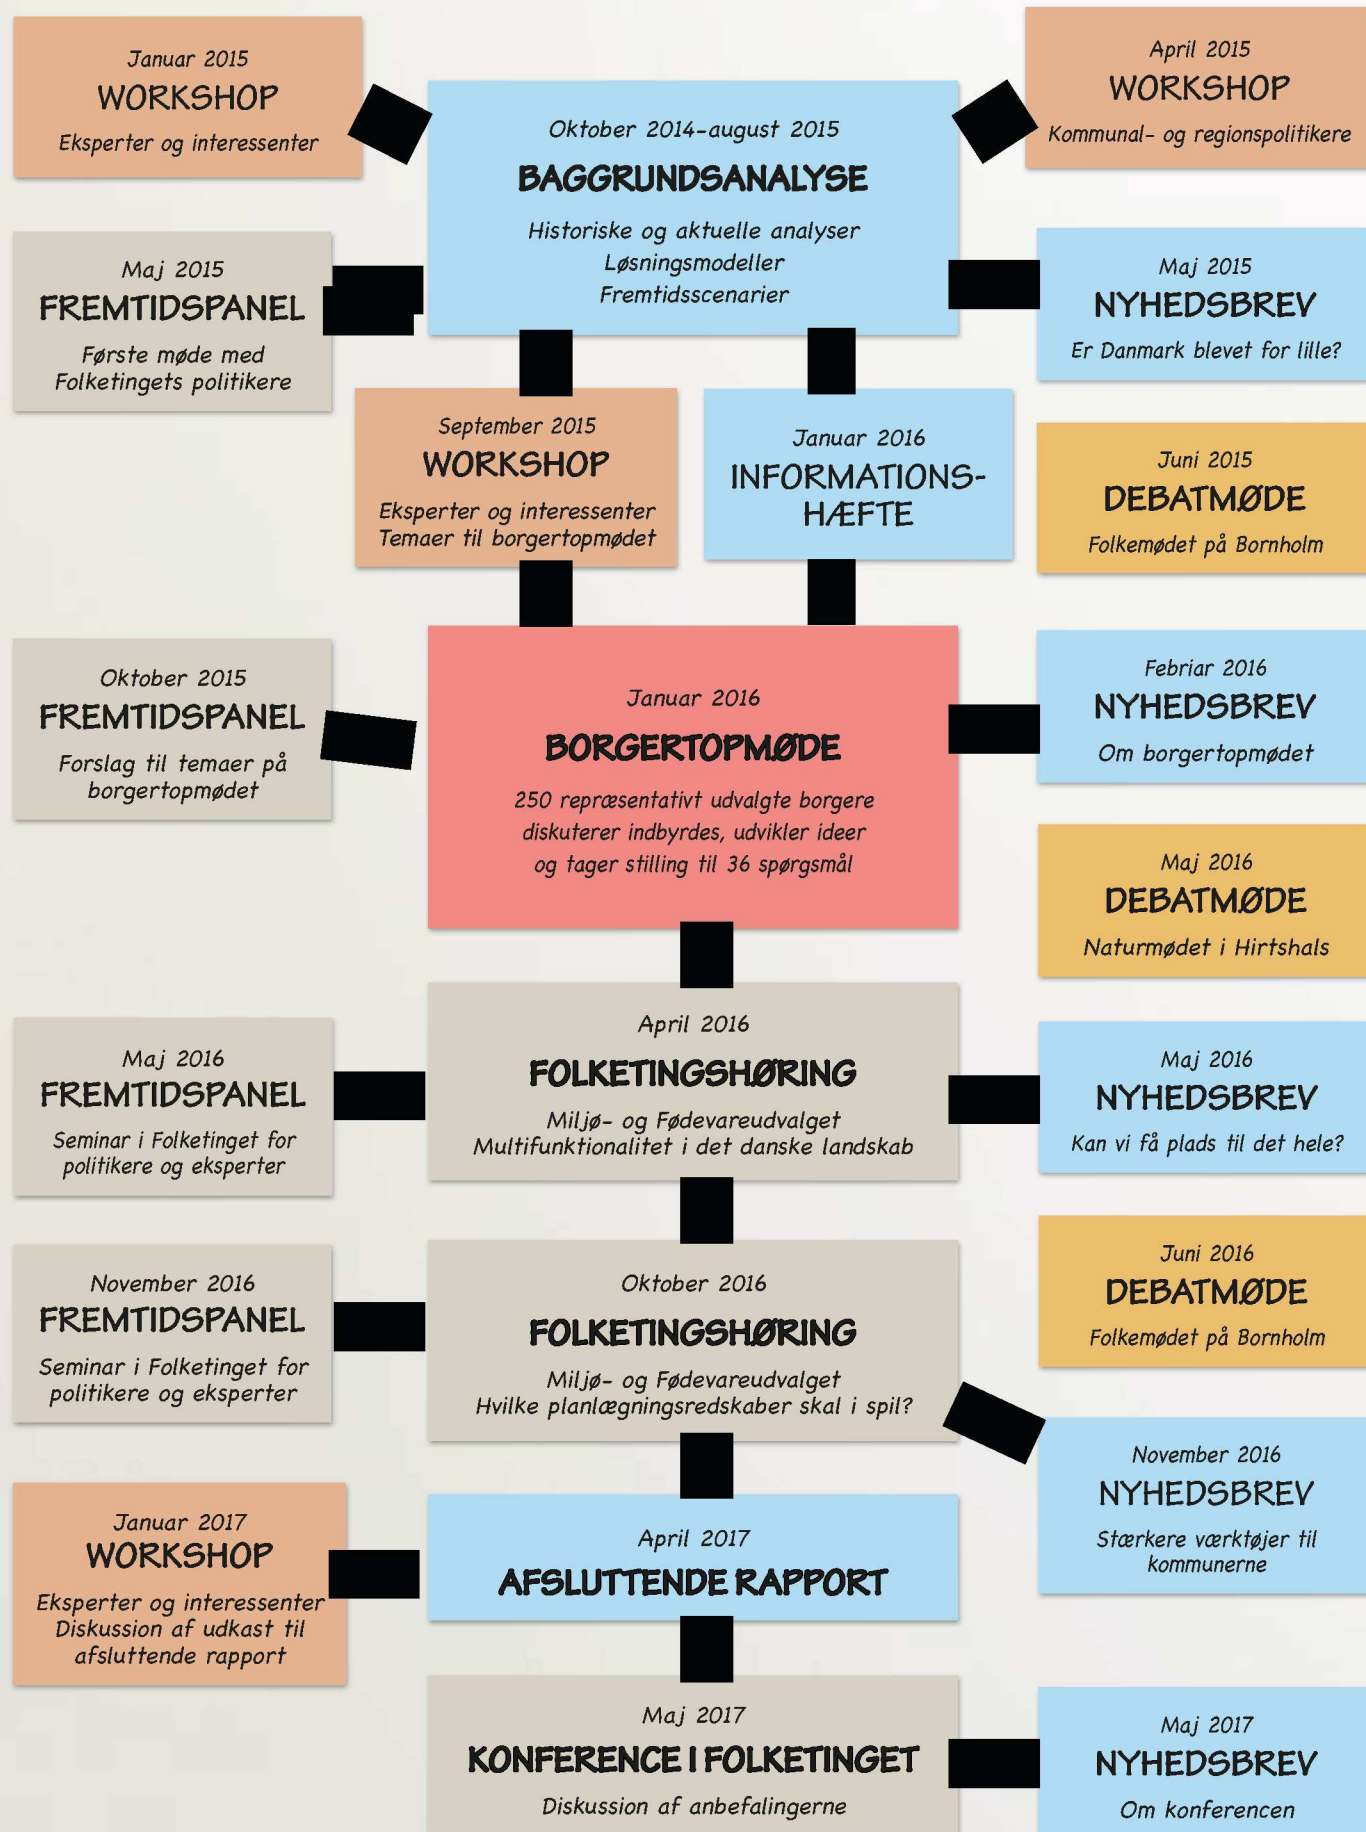 Januar 2015
WORKSHOP
Eksperter og interessenter
April 2015
WORKSHOP
Kommunal- og regionspolitikere
Oktober 2014-august 2015
BAGGRUNDSANALYSE
Historiske og aktuelle analyser
Løsningsmodeller
Fremtidsscenarier
Maj 2015
FREMTIDSPANEL
Første møde med
Folketingets politikere
Maj 2015
NYHEDSBREV
Er Danmark blevet for lille?
September 2015
WORKSHOP
Eksperter og interessenter
Temaer til borgertopmødet
Januar 2016
INFORMATIONS-
HÆFTE
Juni 2015
DEBATMØDE
Folkemødet på Bornholm
Oktober 2015
FREMTIDSPANEL
Forslag til temaer på
borgertopmødet
Januar 2016
BORGERTOPMØDE
250 repræsentativt udvalgte borgere
diskuterer indbyrdes, udvikler ideer
og tager stilling til 36 spørgsmål
Febriar 2016
NYHEDSBREV
Om borgertopmødet
Maj 2016
DEBATMØDE
Naturmødet i Hirtshals
Maj 2016
FREMTIDSPANEL
Seminar i Folketinget for
politikere og eksperter
April 2016
FOLKETINGSHØRING
Miljø- og Fødevareudvalget
Multifunktionalitet i det danske landskab
Maj 2016
NYHEDSBREV
Kan vi få plads til det hele?
November 2016
FREMTIDSPANEL
Seminar i Folketinget for
politikere og eksperter
Oktober 2016
FOLKETINGSHØRING
Miljø- og Fødevareudvalget
Hvilke planlægningsredskaber skal i spil?
Juni 2016
DEBATMØDE
Folkemødet på Bornholm
November 2016
NYHEDSBREV
Stærkere værktøjer til
kommunerne
Januar 2017
WORKSHOP
Eksperter og interessenter
Diskussion af udkast til
afsluttende rapport
April 2017
AFSLUTTENDE RAPPORT
Maj 2017
KONFERENCE I FOLKETINGET
Diskussion af anbefalingerne
Maj 2017
NYHEDSBREV
Om konferencen